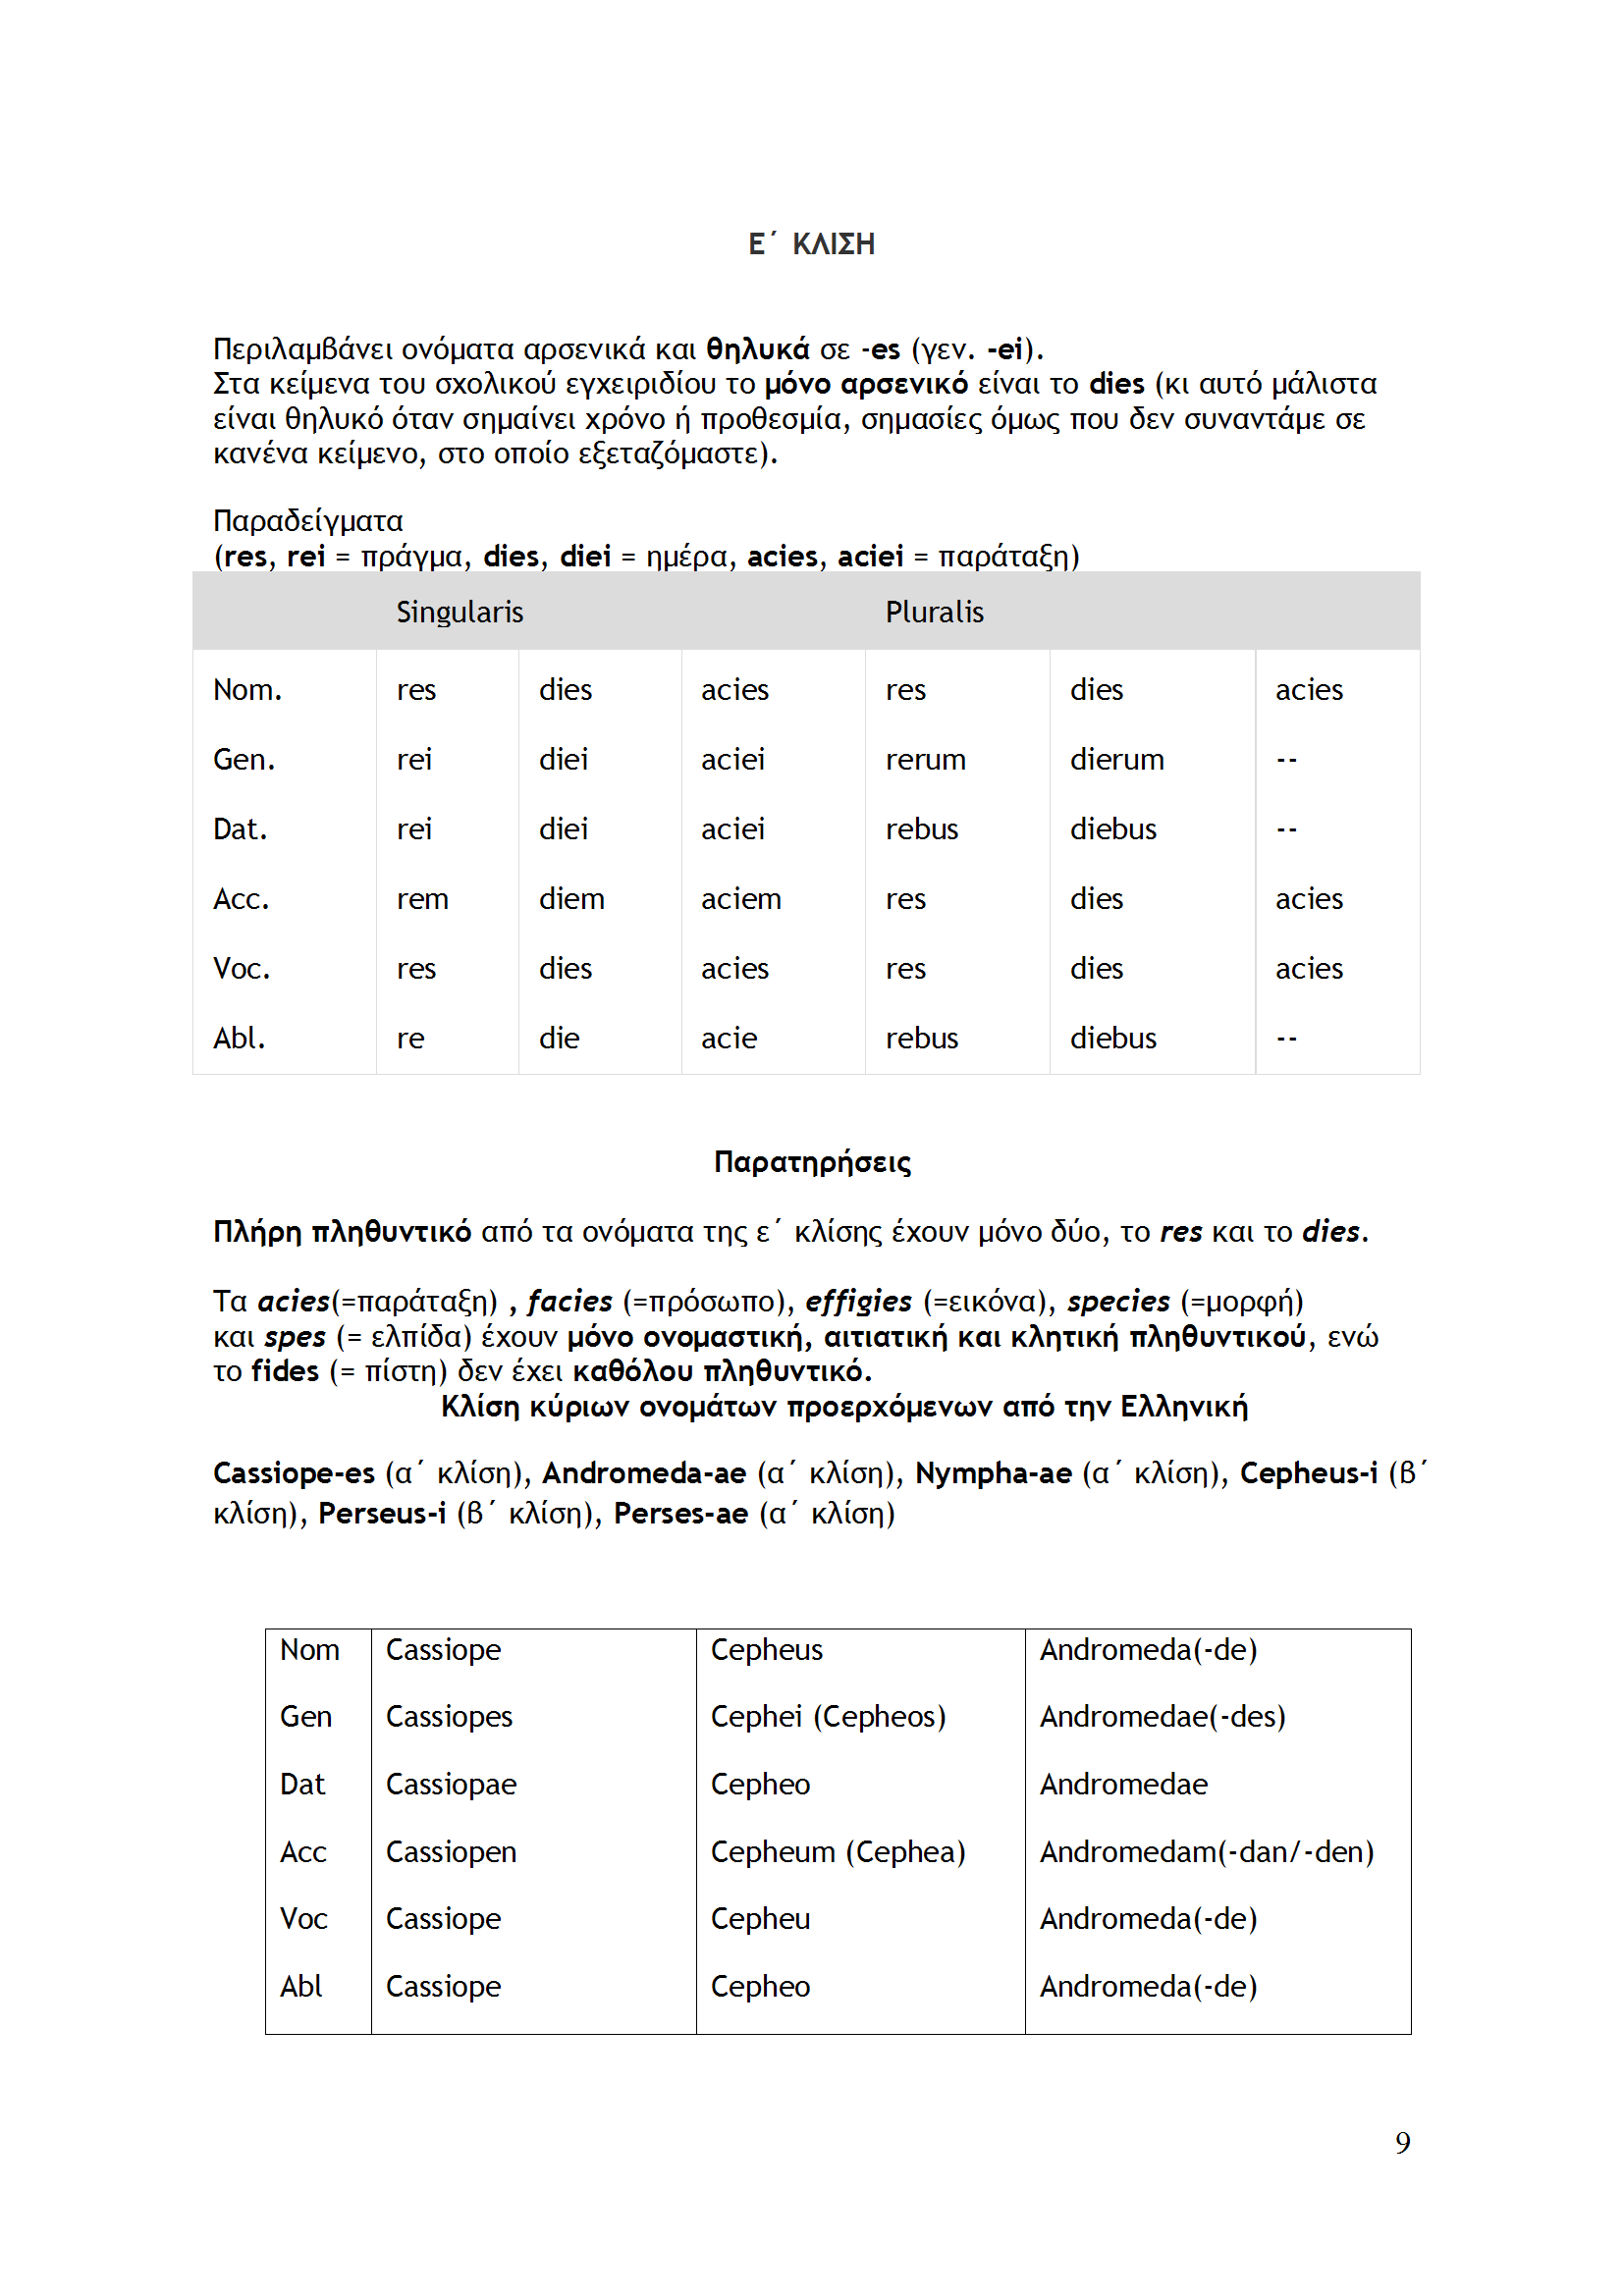 Ε΄ ΚΛΙΣΗ
Περιλαμβάνει ονόματα αρσενικά και θηλυκά σε -es (γεν. -ei).
Στα κείμενα του σχολικού εγχειριδίου το μόνο αρσενικό είναι το dies (κι αυτό μάλιστα
είναι θηλυκό όταν σημαίνει χρόνο ή προθεσμία, σημασίες όμως που δεν συναντάμε σε
κανένα κείμενο, στο οποίο εξεταζόμαστε).
Παραδείγματα
(res, rei = πράγμα, dies, diei = ημέρα, acies, aciei = παράταξη)
Singularis Pluralis
Nom. res dies acies res dies acies
Gen. rei diei aciei rerum dierum --
Dat. rei diei aciei rebus diebus --
Acc. rem diem aciem res dies acies
Voc. res dies acies res dies acies
Abl. re die acie rebus diebus --
Παρατηρήσεις
Πλήρη πληθυντικό από τα ονόματα της ε΄ κλίσης έχουν μόνο δύο, το res και το dies.
Τα acies(=παράταξη) , facies (=πρόσωπο), effigies (=εικόνα), species (=μορφή)
και spes (= ελπίδα) έχουν μόνο ονομαστική, αιτιατική και κλητική πληθυντικού, ενώ
το fides (= πίστη) δεν έχει καθόλου πληθυντικό.
Κλίση κύριων ονομάτων προερχόμενων από την Ελληνική
Cassiope-es (α΄ κλίση), Andromeda-ae (α΄ κλίση), Nympha-ae (α΄ κλίση), Cepheus-i (β΄
κλίση), Perseus-i (β΄ κλίση), Perses-ae (α΄ κλίση)
Nom Cassiope Cepheus Andromeda(-de)
Gen Cassiopes Cephei (Cepheos) Andromedae(-des)
Dat Cassiopae Cepheo Andromedae
Acc Cassiopen Cepheum (Cephea) Andromedam(-dan/-den)
Voc Cassiope Cepheu Andromeda(-de)
Abl Cassiope Cepheo Andromeda(-de)
9